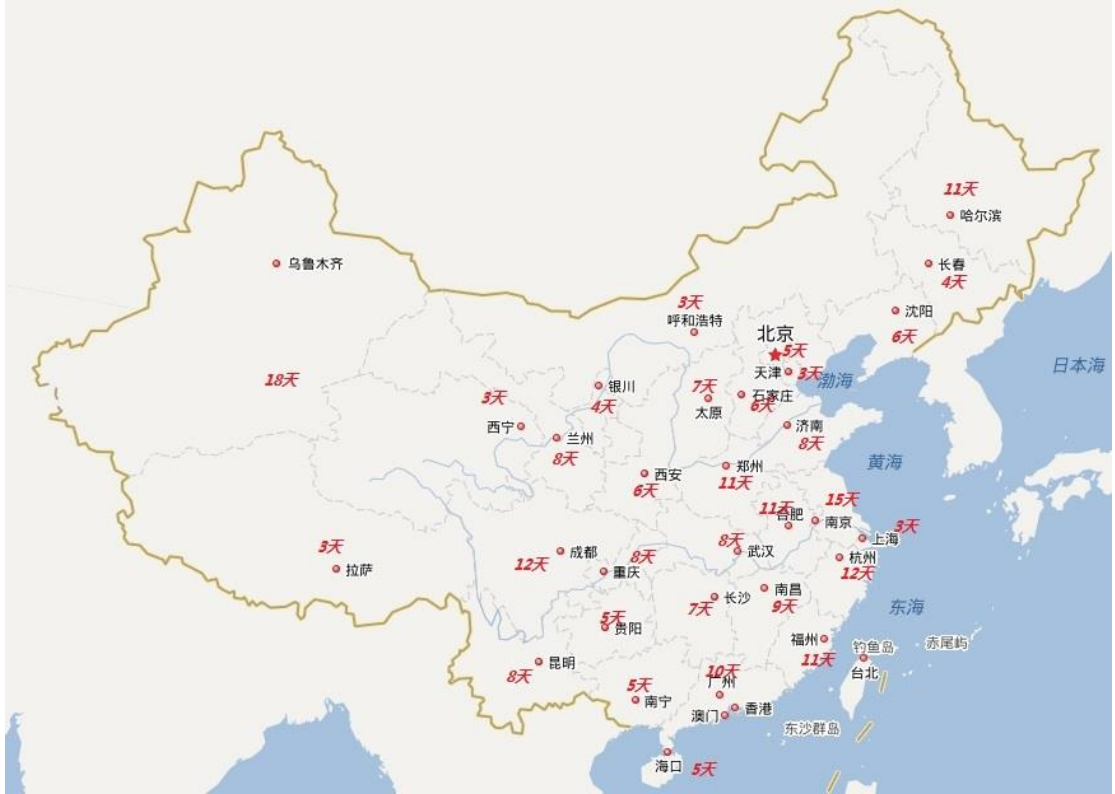 11天
哈尔滨
乌鲁木齐
长春
4天
3天
呼和浩特
沈阳
6天
北京
5天
天津
3天
渤海
日本海
18天
3天
银川
4天
7天
太原
石家庄
6天
西宁
兰州
8天
济南
8天
西安
6天
郑州
11天
黄海
15天
11天
合肥
南京
3天
上海
3天
拉萨
12天
成都
8天
重庆
8天
武汉
杭州
12天
7天
长沙
南昌
9天
东海
5天
贵阳
福州
11天
钓鱼岛
赤尾屿
台北
8天
昆明
5天
南宁
10天
广州
澳门
香港
东沙群岛
海口
5天